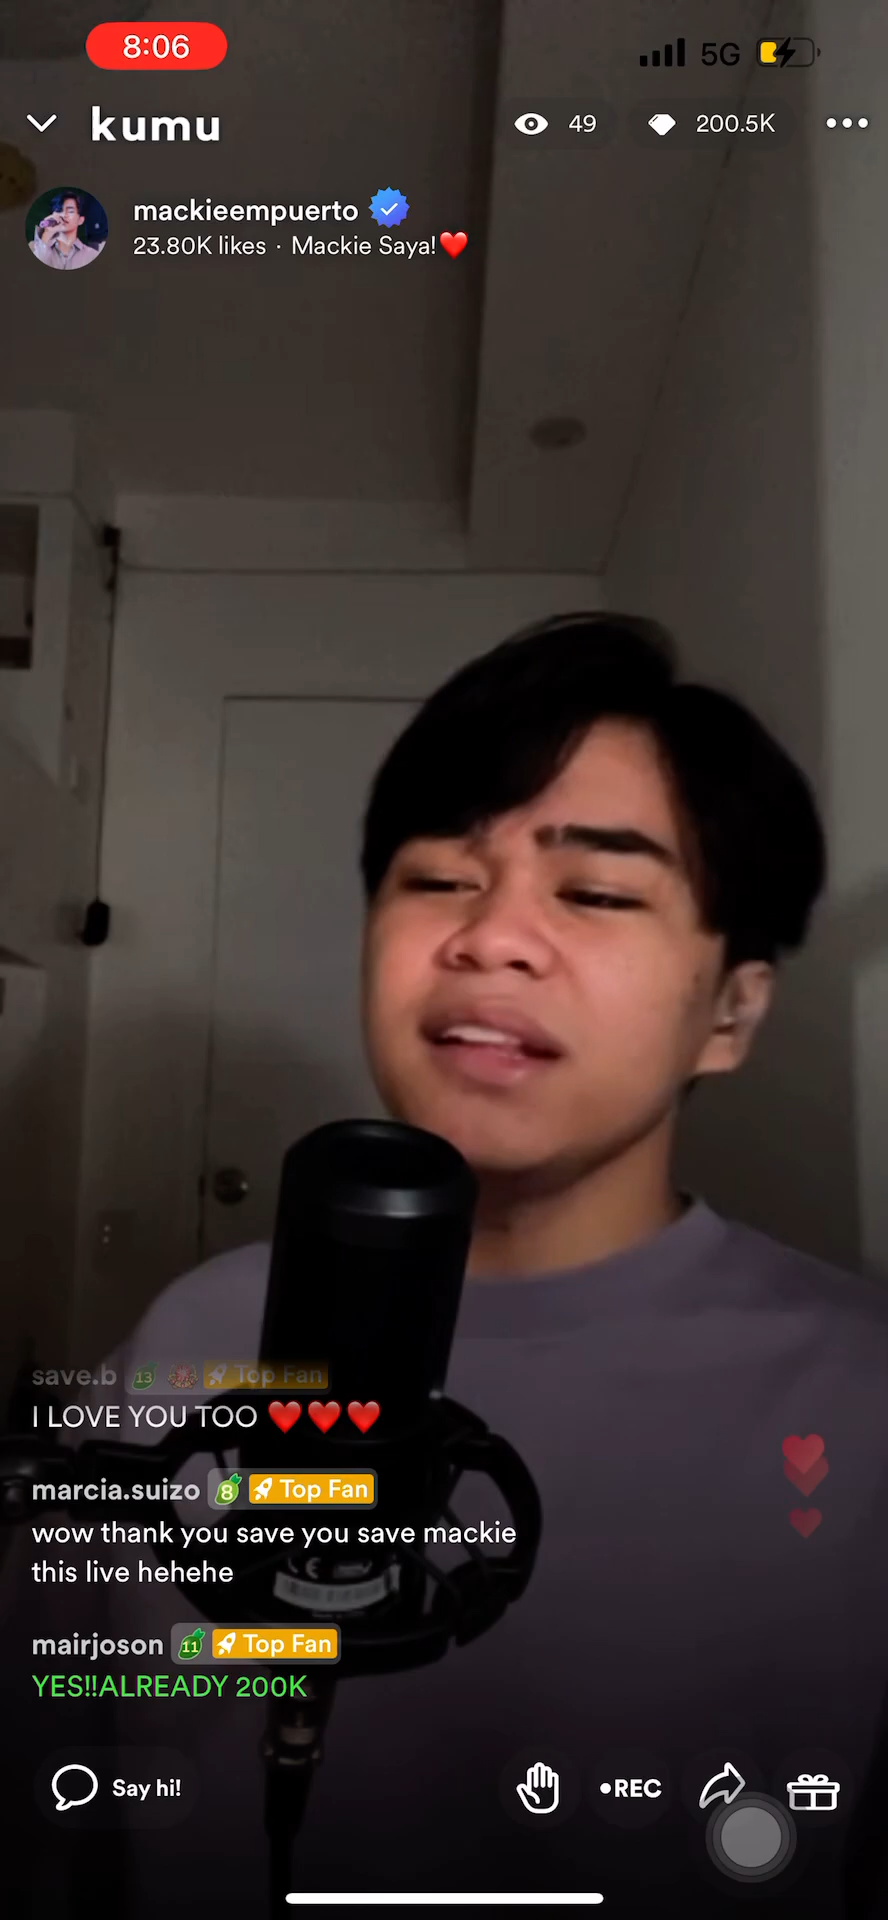 8:06
5G
kumu
49
200.5K
mackieempuerto
23.80K likes · Mackie Saya!❤️
save.b 13 Top Fan
I LOVE YOU TOO ❤️❤️❤️
marcia.suizo 8 Top Fan
wow thank you save you save mackie
this live hehehe
mairjoson 11 Top Fan
YES!!ALREADY 200K
Say hi!
•REC